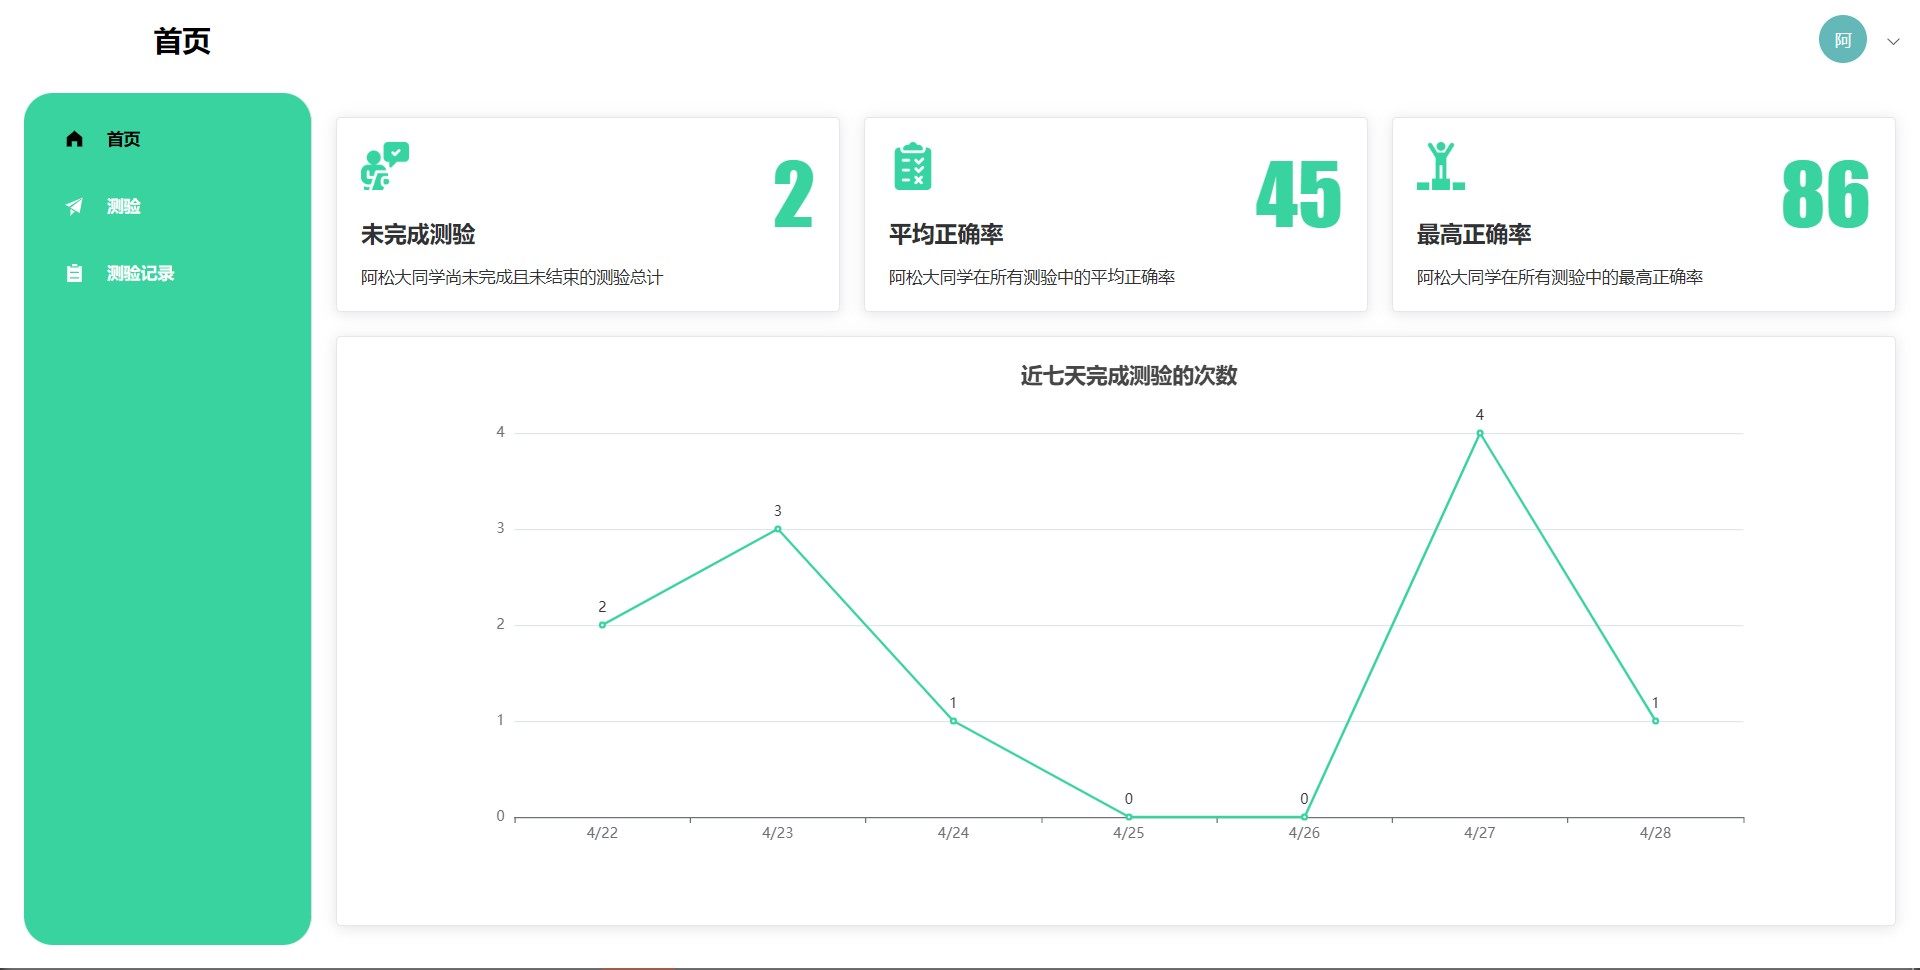 首页
阿
首页
测验
测验记录
2
未完成测验
阿松大同学尚未完成且未结束的测验总计
45
平均正确率
阿松大同学在所有测验中的平均正确率
86
最高正确率
阿松大同学在所有测验中的最高正确率
近七天完成测验的次数
4
3
2
1
0
2
3
1
0
0
4
1
4/22
4/23
4/24
4/25
4/26
4/27
4/28